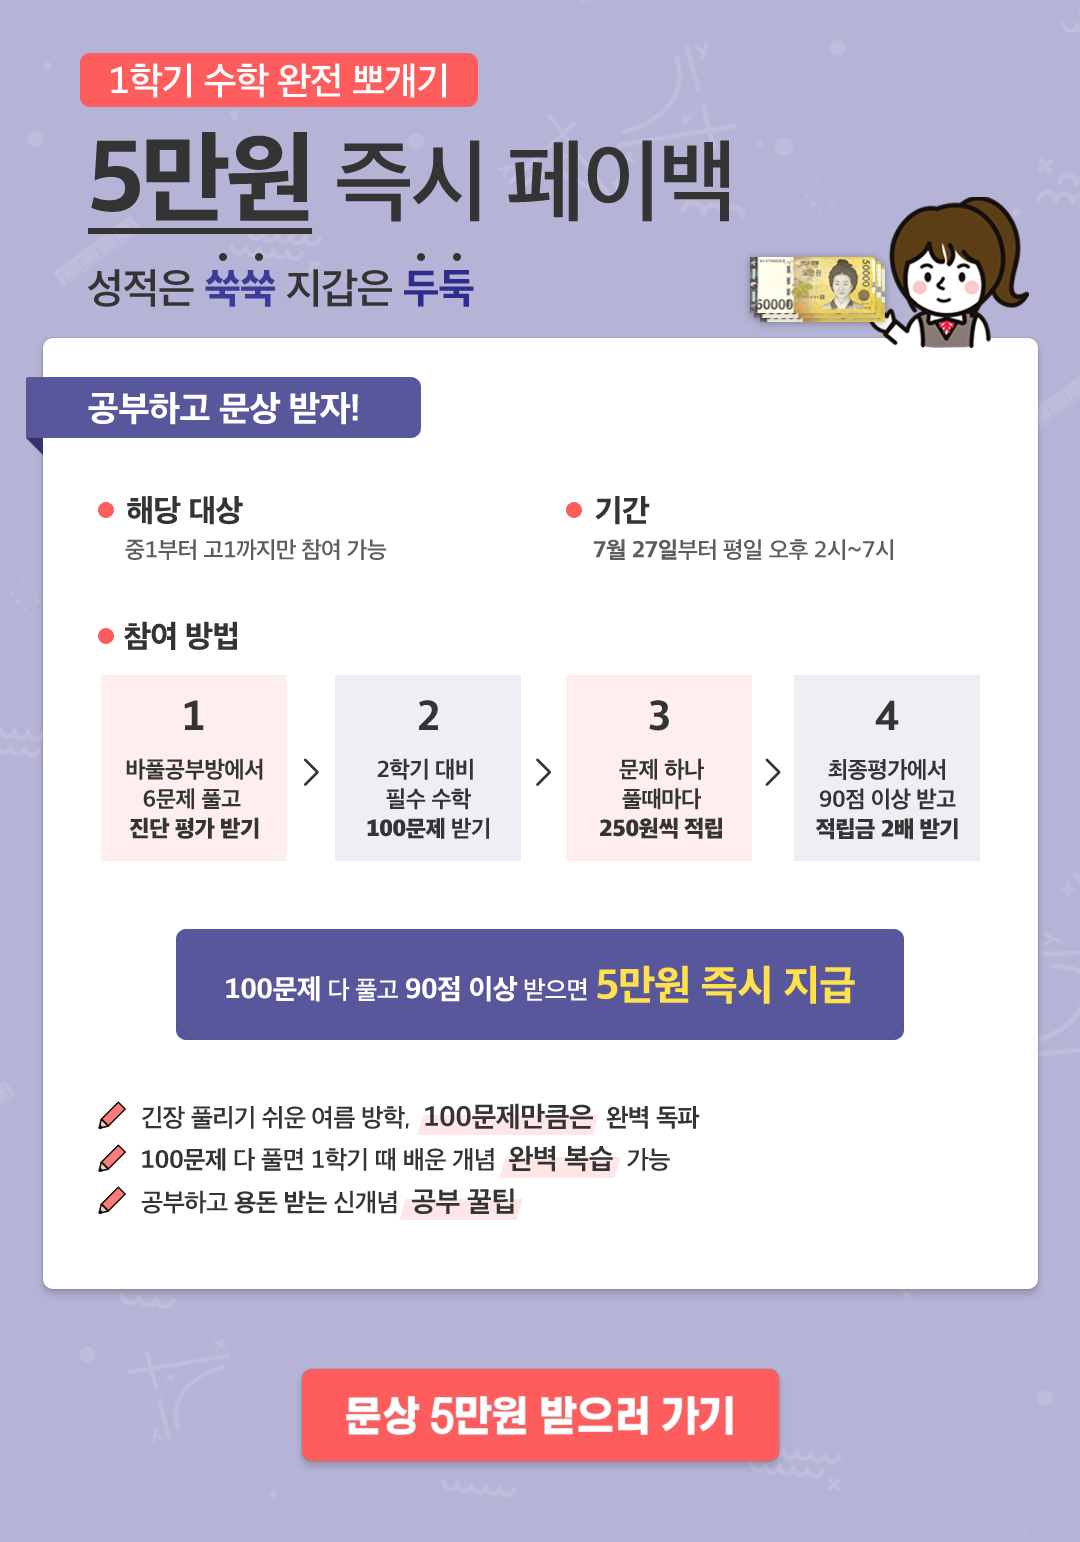 1학기 수학 완전 뽀개기
5만원 즉시 페이백
성적은 쑥쑥 지갑은 두둑
50000
50000
공부하고 문상 받자!
해당 대상
중1부터 고1까지만 참여 가능
기간
7월 27일부터 평일 오후 2시~7시
참여 방법
1
바풀공부방에서
6문제 풀고
진단 평가 받기
2
2학기 대비
필수 수학
100문제 받기
3
문제 하나
풀때마다
250원씩 적립
4
최종평가에서
90점 이상 받고
적립금 2배 받기
100문제 다 풀고 90점 이상 받으면 5만원 즉시 지급
긴장 풀리기 쉬운 여름 방학, 100문제만큼은 완벽 독파
100문제 다 풀면 1학기 때 배운 개념 완벽 복습 가능
공부하고 용돈 받는 신개념 공부 꿀팁
문상 5만원 받으러 가기